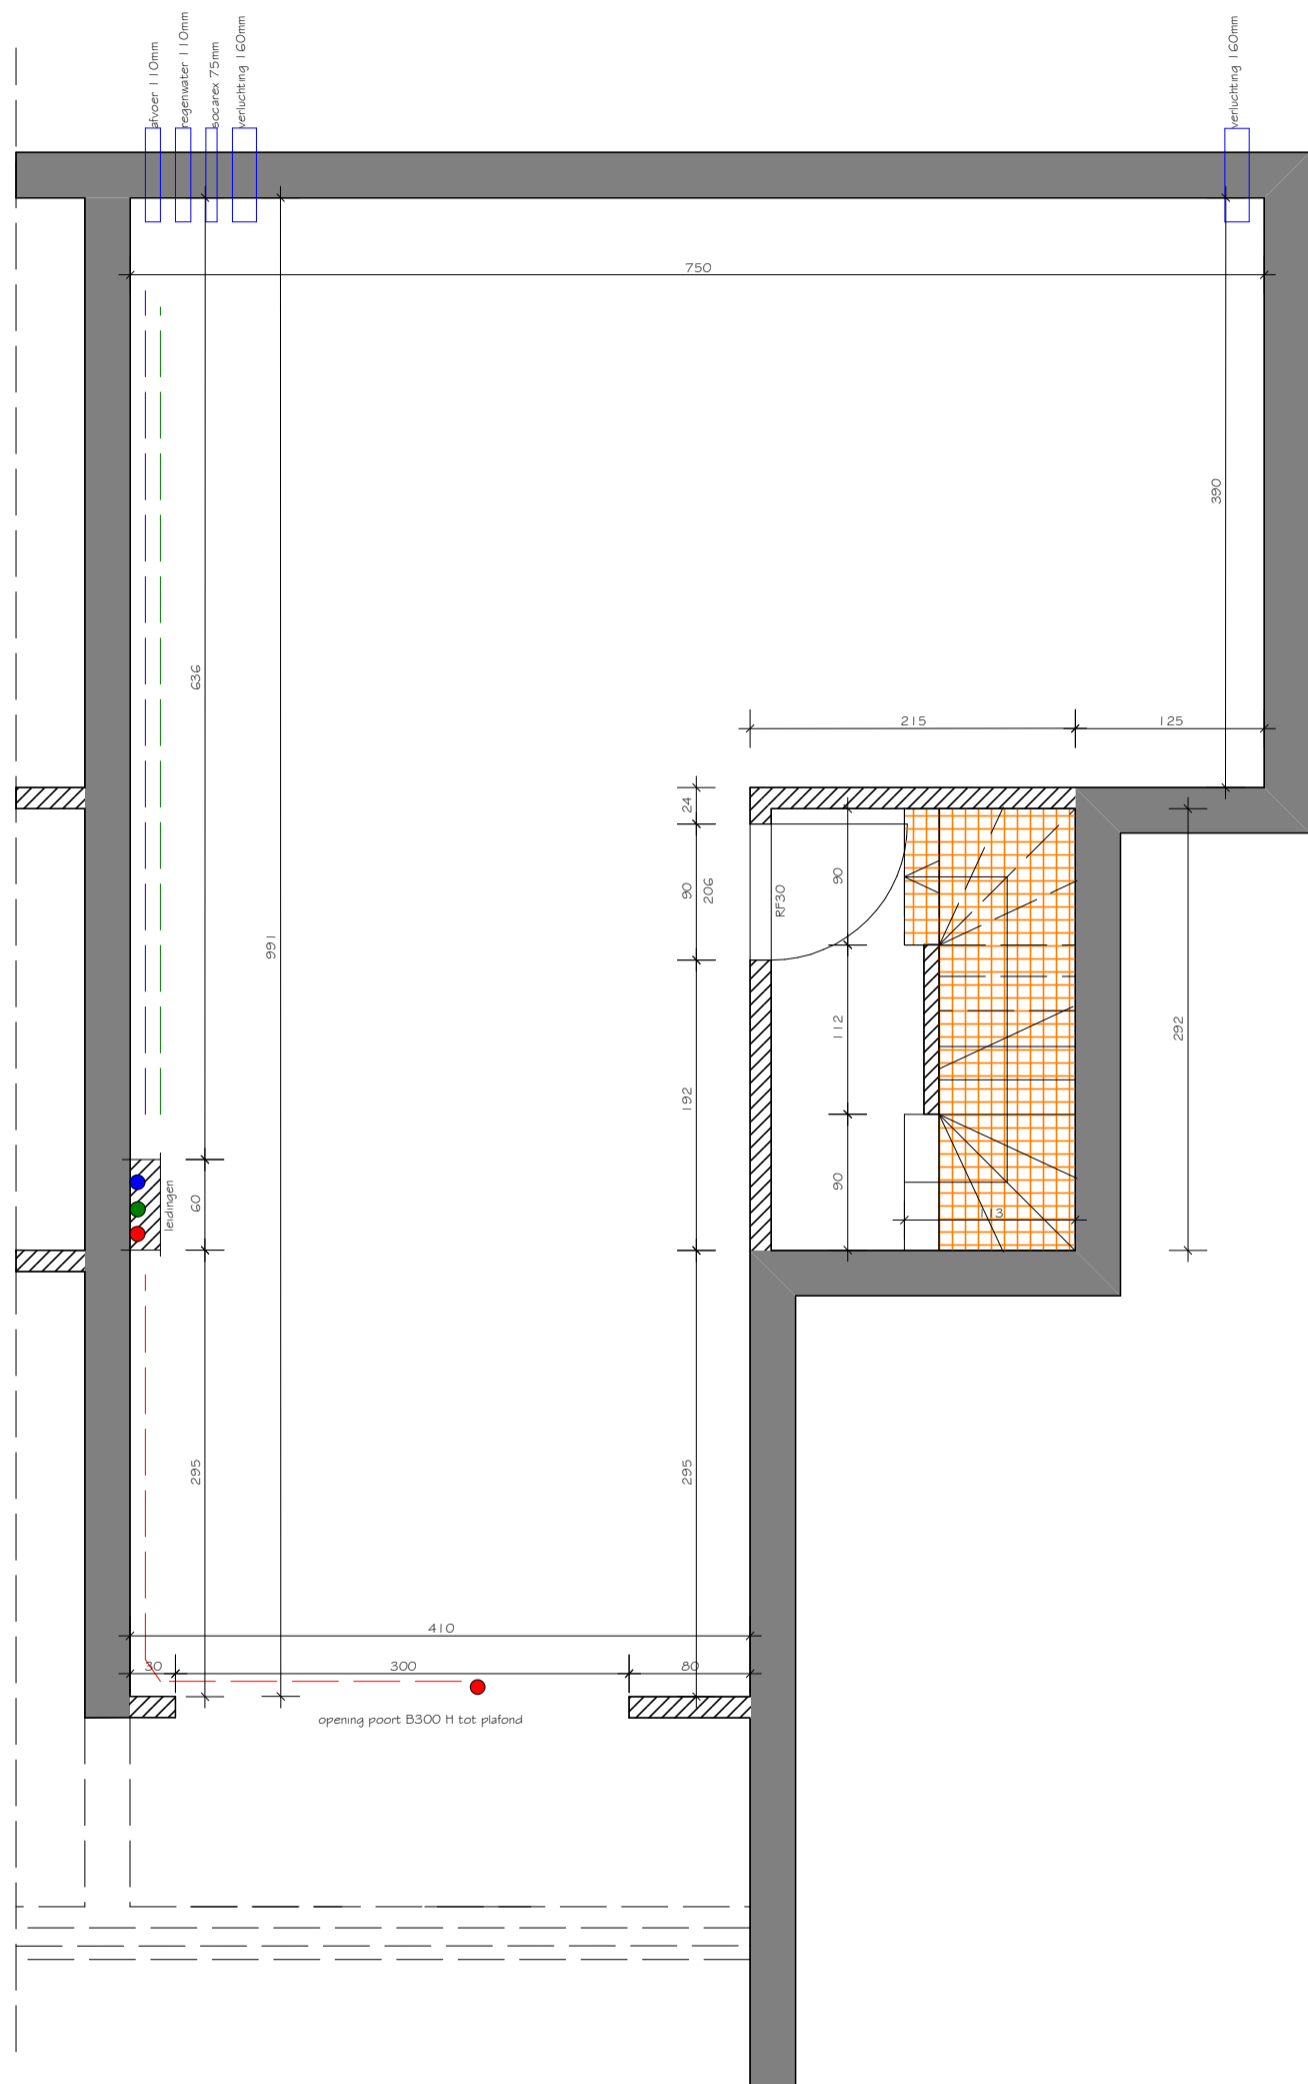 afvoer 110mm
regenwater 110mm
socarex 75mm
verluchting 160mm
verluchting 160mm
750
390
636
991
215
125
24
90
206
RF30
90
112
192
292
90
113
60
leidingen
295
295
410
30
300
80
opening poort B300 H tot plafond